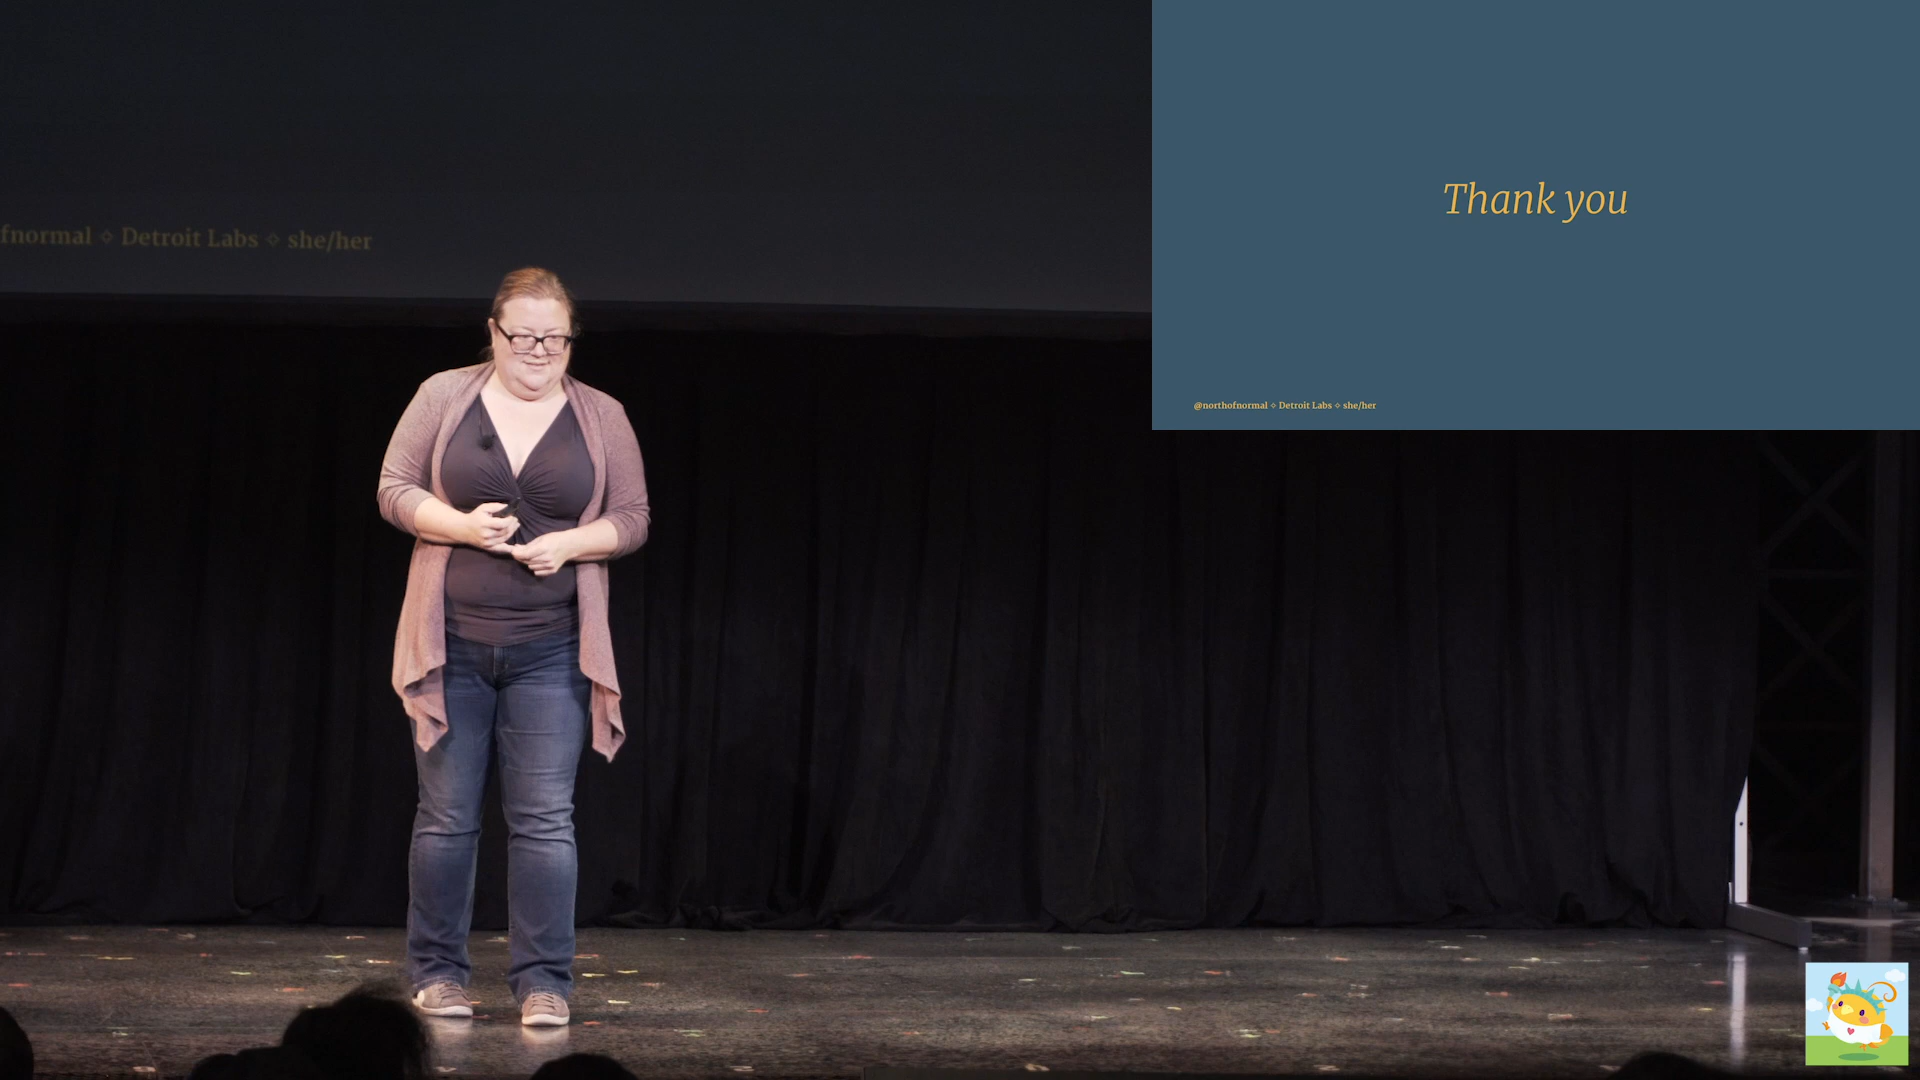 fnormal ✧ Detroit Labs ✧ she/her
Thank you
@northofnormal ✧ Detroit Labs ✧ she/her